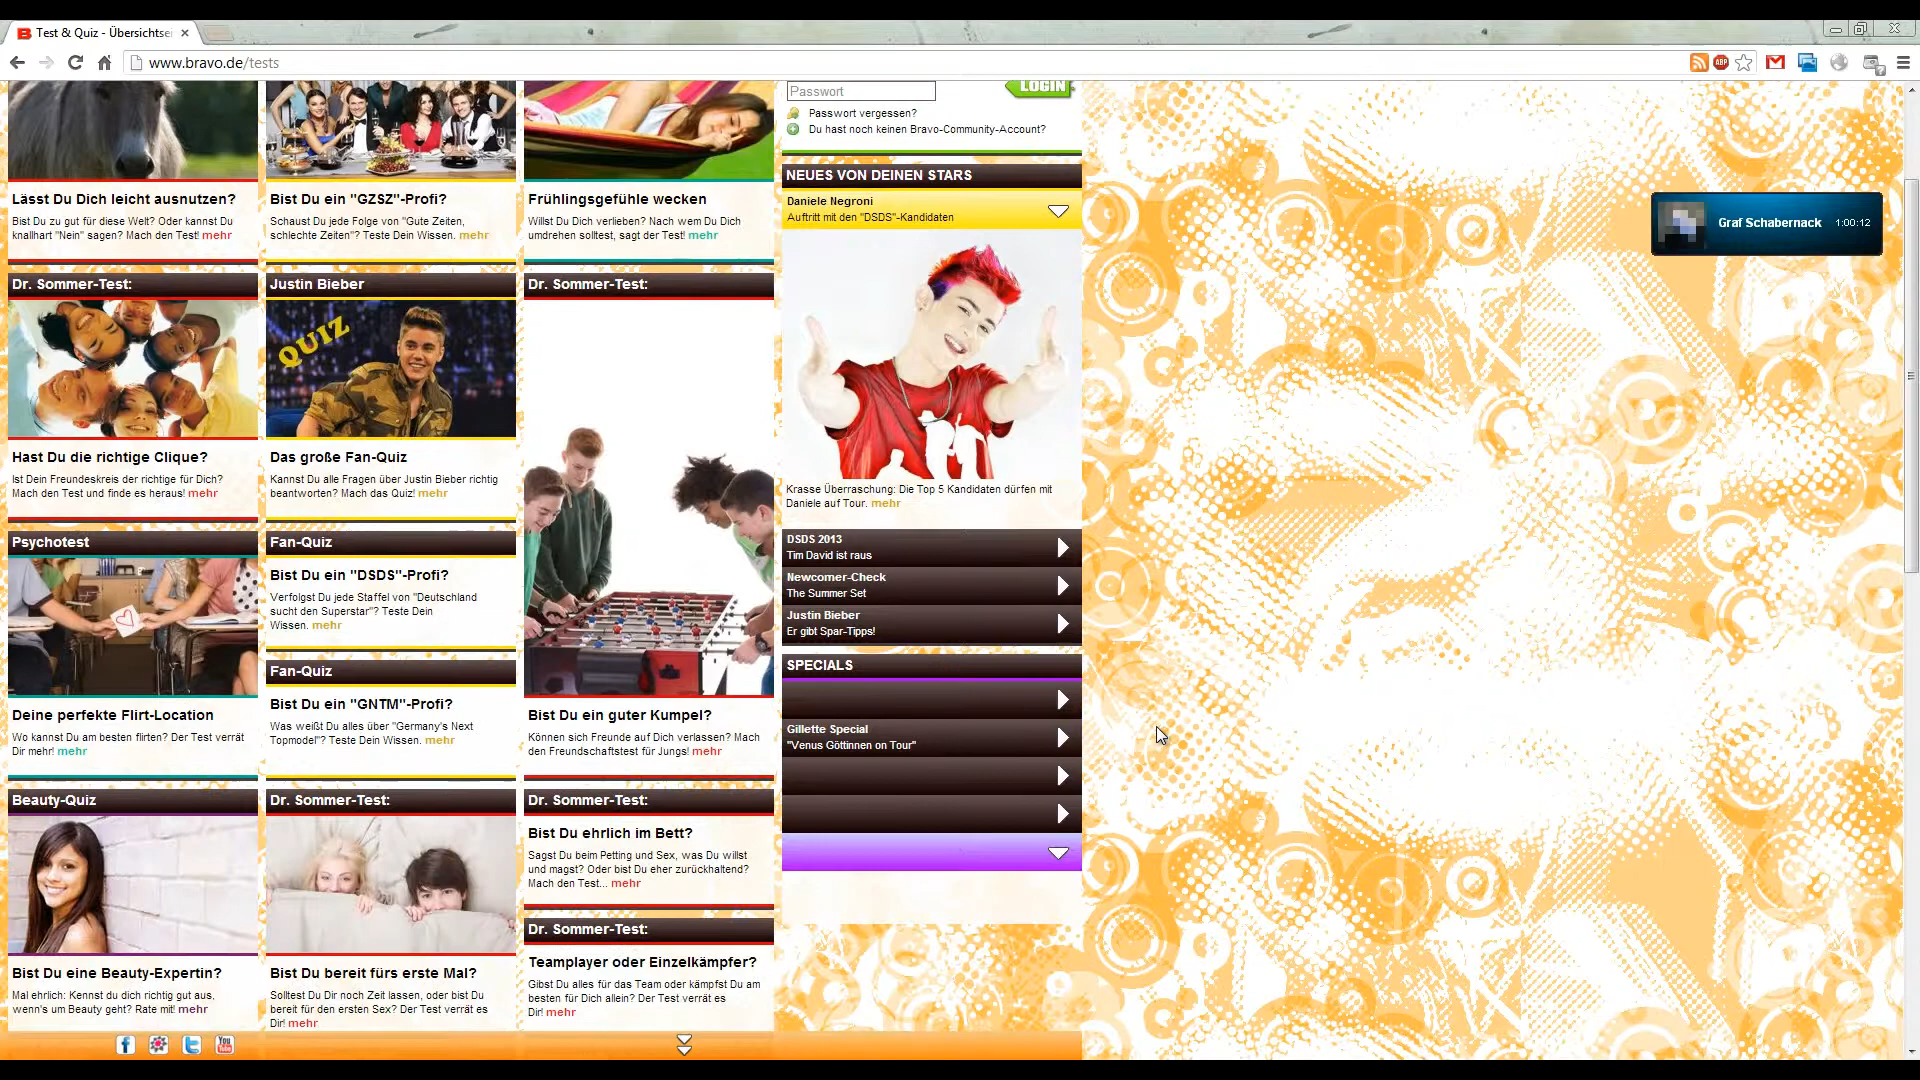 Test & Quiz - Übersichtsei
www.bravo.de/tests
Lässt Du Dich leicht ausnutzen?
Bist Du zu gut für diese Welt? Oder kannst Du
knallhart "Nein" sagen? Mach den Test! mehr
Dr. Sommer-Test:
Hast Du die richtige Clique?
Ist Dein Freundeskreis der richtige für Dich?
Mach den Test und finde es heraus! mehr
Psychotest
Deine perfekte Flirt-Location
Wo kannst Du am besten flirten? Der Test verrät
Dir mehr! mehr
Beauty-Quiz
Bist Du eine Beauty-Expertin?
Mal ehrlich: Kennst du dich richtig gut aus,
wenn's um Beauty geht? Rate mit! mehr
Bist Du ein "GZSZ"-Profi?
Schaust Du jede Folge von "Gute Zeiten,
schlechte Zeiten"? Teste Dein Wissen. mehr
Justin Bieber
QUIZ
Das große Fan-Quiz
Kannst Du alle Fragen über Justin Bieber richtig
beantworten? Mach das Quiz! mehr
Fan-Quiz
Bist Du ein "DSDS"-Profi?
Verfolgst Du jede Staffel von "Deutschland
sucht den Superstar"? Teste Dein
Wissen. mehr
Fan-Quiz
Bist Du ein "GNTM"-Profi?
Was weißt Du alles über "Germany's Next
Topmodel"? Teste Dein Wissen. mehr
Dr. Sommer-Test:
Bist Du bereit fürs erste Mal?
Solltest Du Dir noch Zeit lassen, oder bist Du
bereit für den ersten Sex? Der Test verrät es
Dir! mehr
Frühlingsgefühle wecken
Willst Du Dich verlieben? Nach wem Du Dich
umdrehen solltest, sagt der Test! mehr
Dr. Sommer-Test:
Bist Du ein guter Kumpel?
Können sich Freunde auf Dich verlassen? Mach
den Freundschaftstest für Jungs! mehr
Dr. Sommer-Test:
Bist Du ehrlich im Bett?
Sagst Du beim Petting und Sex, was Du willst
und magst? Oder bist Du eher zurückhaltend?
Mach den Test... mehr
Dr. Sommer-Test:
Teamplayer oder Einzelkämpfer?
Gibst Du alles für das Team oder kämpfst Du am
besten für Dich allein? Der Test verrät es
Dir! mehr
Passwort
LOGIN
Passwort vergessen?
Du hast noch keinen Bravo-Community-Account?
NEUES VON DEINEN STARS
Daniele Negroni
Auftritt mit den "DSDS"-Kandidaten
Krasse Überraschung: Die Top 5 Kandidaten dürfen mit
Daniele auf Tour. mehr
DSDS 2013
Tim David ist raus
Newcomer-Check
The Summer Set
Justin Bieber
Er gibt Spar-Tipps!
SPECIALS
Gillette Special
"Venus Göttinnen on Tour"
Graf Schabernack 1:00:12
ABP
You
Tube